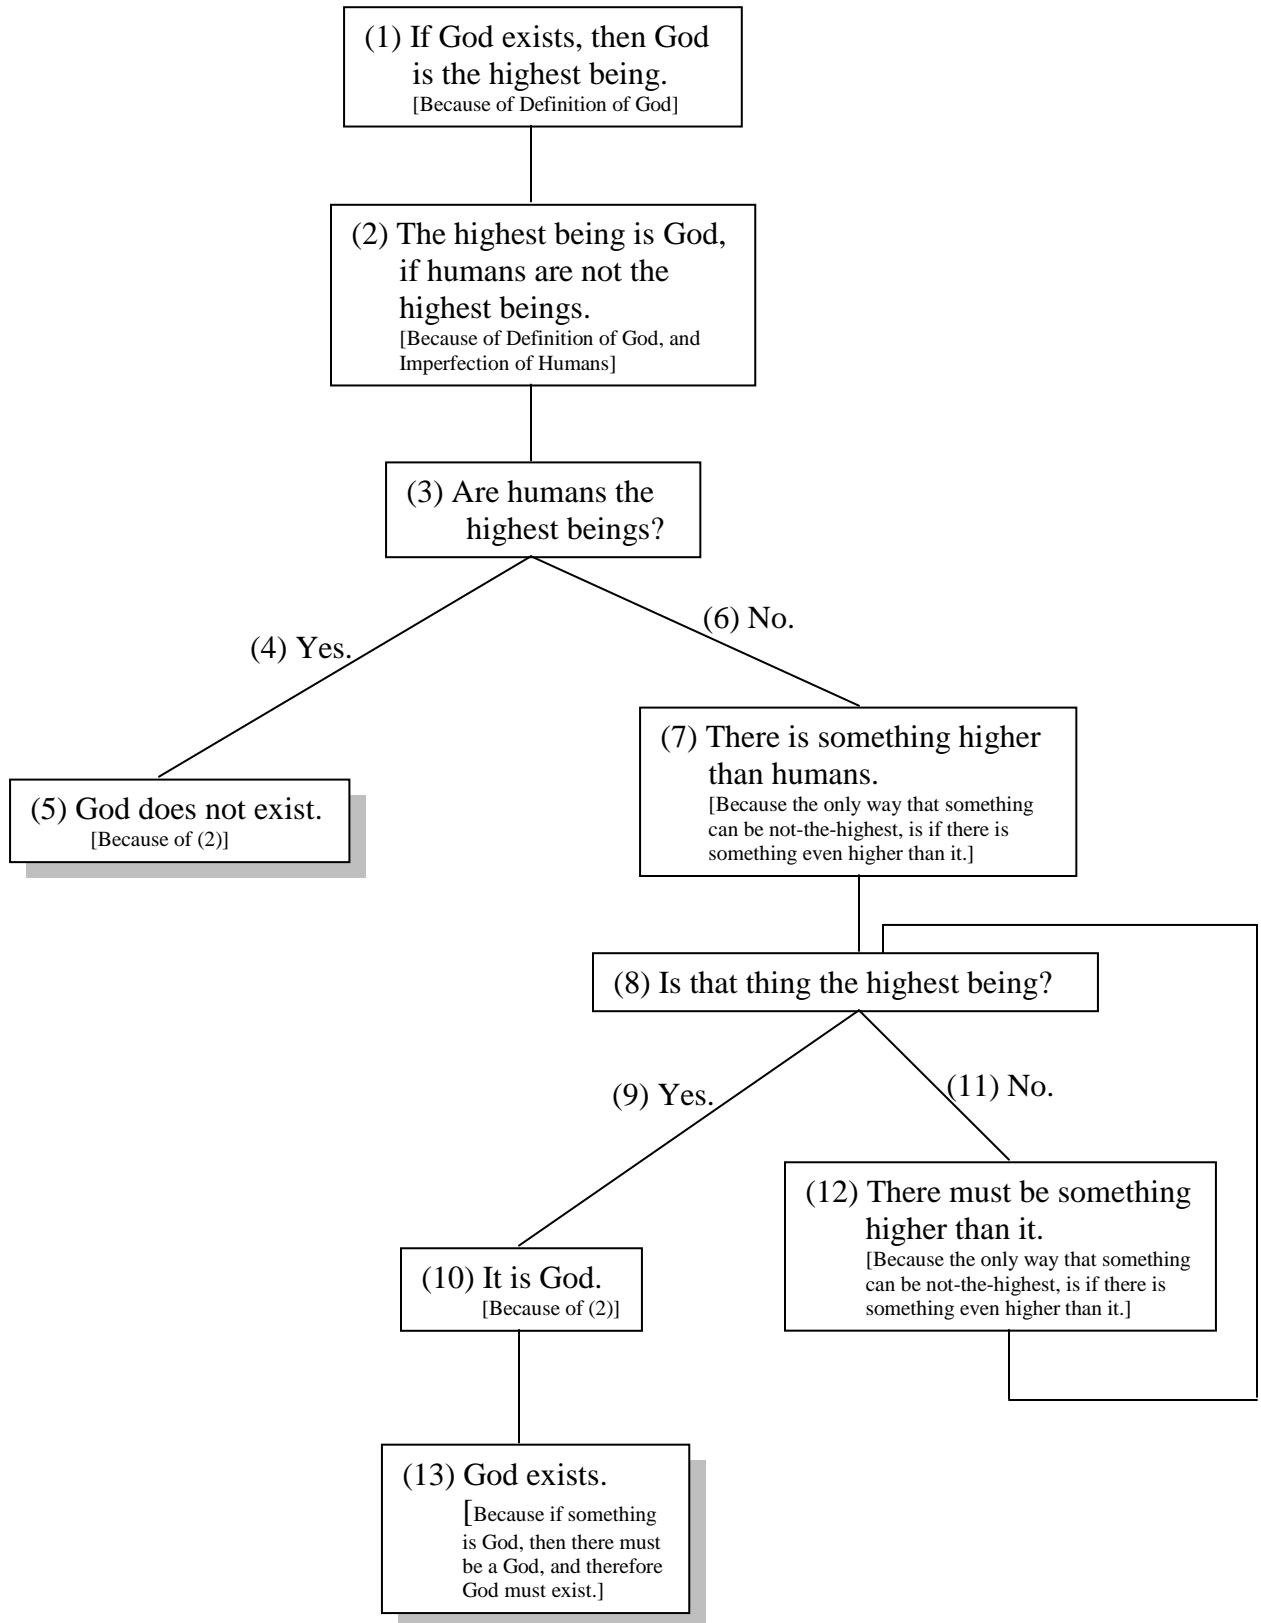 (1) If God exists, then God
is the highest being.
[Because of Definition of God]
(2) The highest being is God,
if humans are not the
highest beings.
[Because of Definition of God, and
Imperfection of Humans]
(3) Are humans the
highest beings?
(4) Yes.
(6) No.
(5) God does not exist.
[Because of (2)]
(7) There is something higher
than humans.
[Because the only way that something
can be not-the-highest, is if there is
something even higher than it.]
(8) Is that thing the highest being?
(9) Yes.
(11) No.
(10) It is God.
[Because of (2)]
(12) There must be something
higher than it.
[Because the only way that something
can be not-the-highest, is if there is
something even higher than it.]
(13) God exists.
[Because if something
is God, then there must
be a God, and therefore
God must exist.]